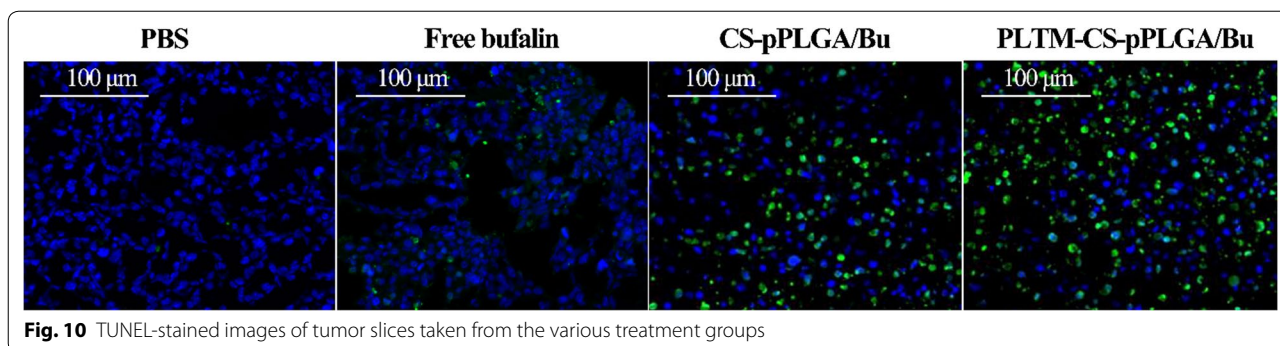 PBS
Free bufalin
CS-pPLGA/Bu
PLTM-CS-pPLGA/Bu
100 µm
100 µm
100 µm
100 µm
Fig. 10 TUNEL-stained images of tumor slices taken from the various treatment groups